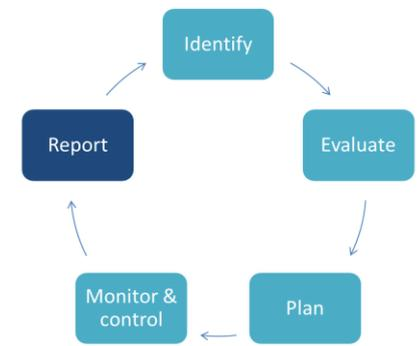 Identify
Evaluate
Plan
Monitor &
control
Report